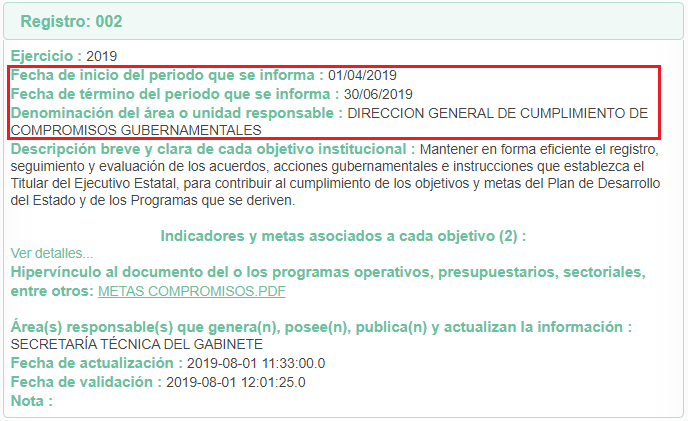 Registro: 002
Ejercicio : 2019
Fecha de inicio del periodo que se informa : 01/04/2019
Fecha de término del periodo que se informa : 30/06/2019
Denominación del área o unidad responsable : DIRECCION GENERAL DE CUMPLIMIENTO DE
COMPROMISOS GUBERNAMENTALES
Descripción breve y clara de cada objetivo institucional : Mantener en forma eficiente el registro,
seguimiento y evaluación de los acuerdos, acciones gubernamentales e instrucciones que establezca el
Titular del Ejecutivo Estatal, para contribuir al cumplimiento de los objetivos y metas del Plan de Desarrollo
del Estado y de los Programas que se deriven.
Indicadores y metas asociados a cada objetivo (2) :
Ver detalles...
Hipervínculo al documento del o los programas operativos, presupuestarios, sectoriales,
entre otros: METAS COMPROMISOS.PDF
Área(s) responsable(s) que genera(n), posee(n), publica(n) y actualizan la información :
SECRETARÍA TÉCNICA DEL GABINETE
Fecha de actualización : 2019-08-01 11:33:00.0
Fecha de validación : 2019-08-01 12:01:25.0
Nota :